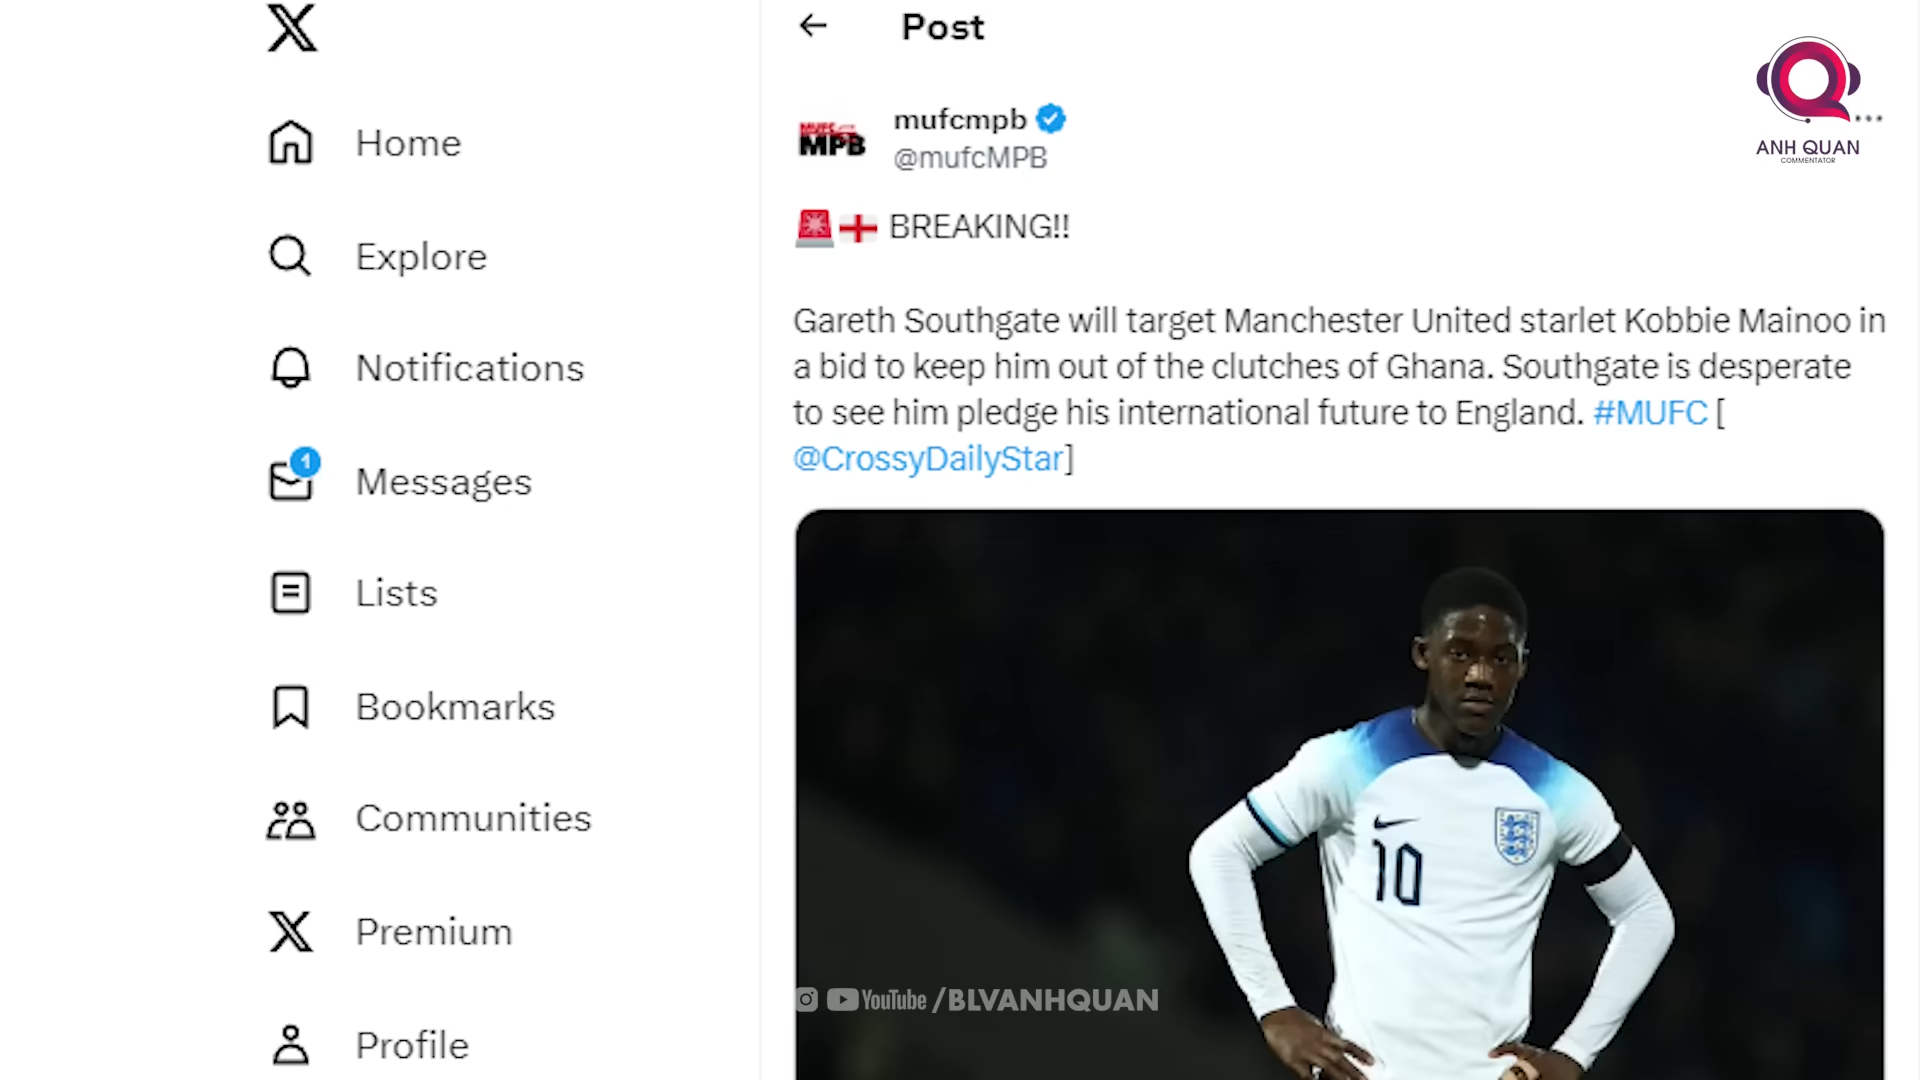 Home
Explore
Notifications
1
Messages
Lists
Bookmarks
Communities
Premium
Profile
Post
MUFC
MPB
mufcmpb
@mufcMPB
BREAKING!!
Gareth Southgate will target Manchester United starlet Kobbie Mainoo in
a bid to keep him out of the clutches of Ghana. Southgate is desperate
to see him pledge his international future to England. #MUFC [
@CrossyDailyStar]
10
YouTube /BLVANHQUAN
ANH QUAN
COMMENTATOR